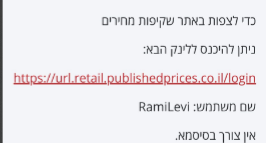 כדי לצפות באתר שקיפות מחירים
ניתן להיכנס ללינק הבא:
https://url.retail.publishedprices.co.il/login
שם משתמש: RamiLevi
אין צורך בסיסמא.